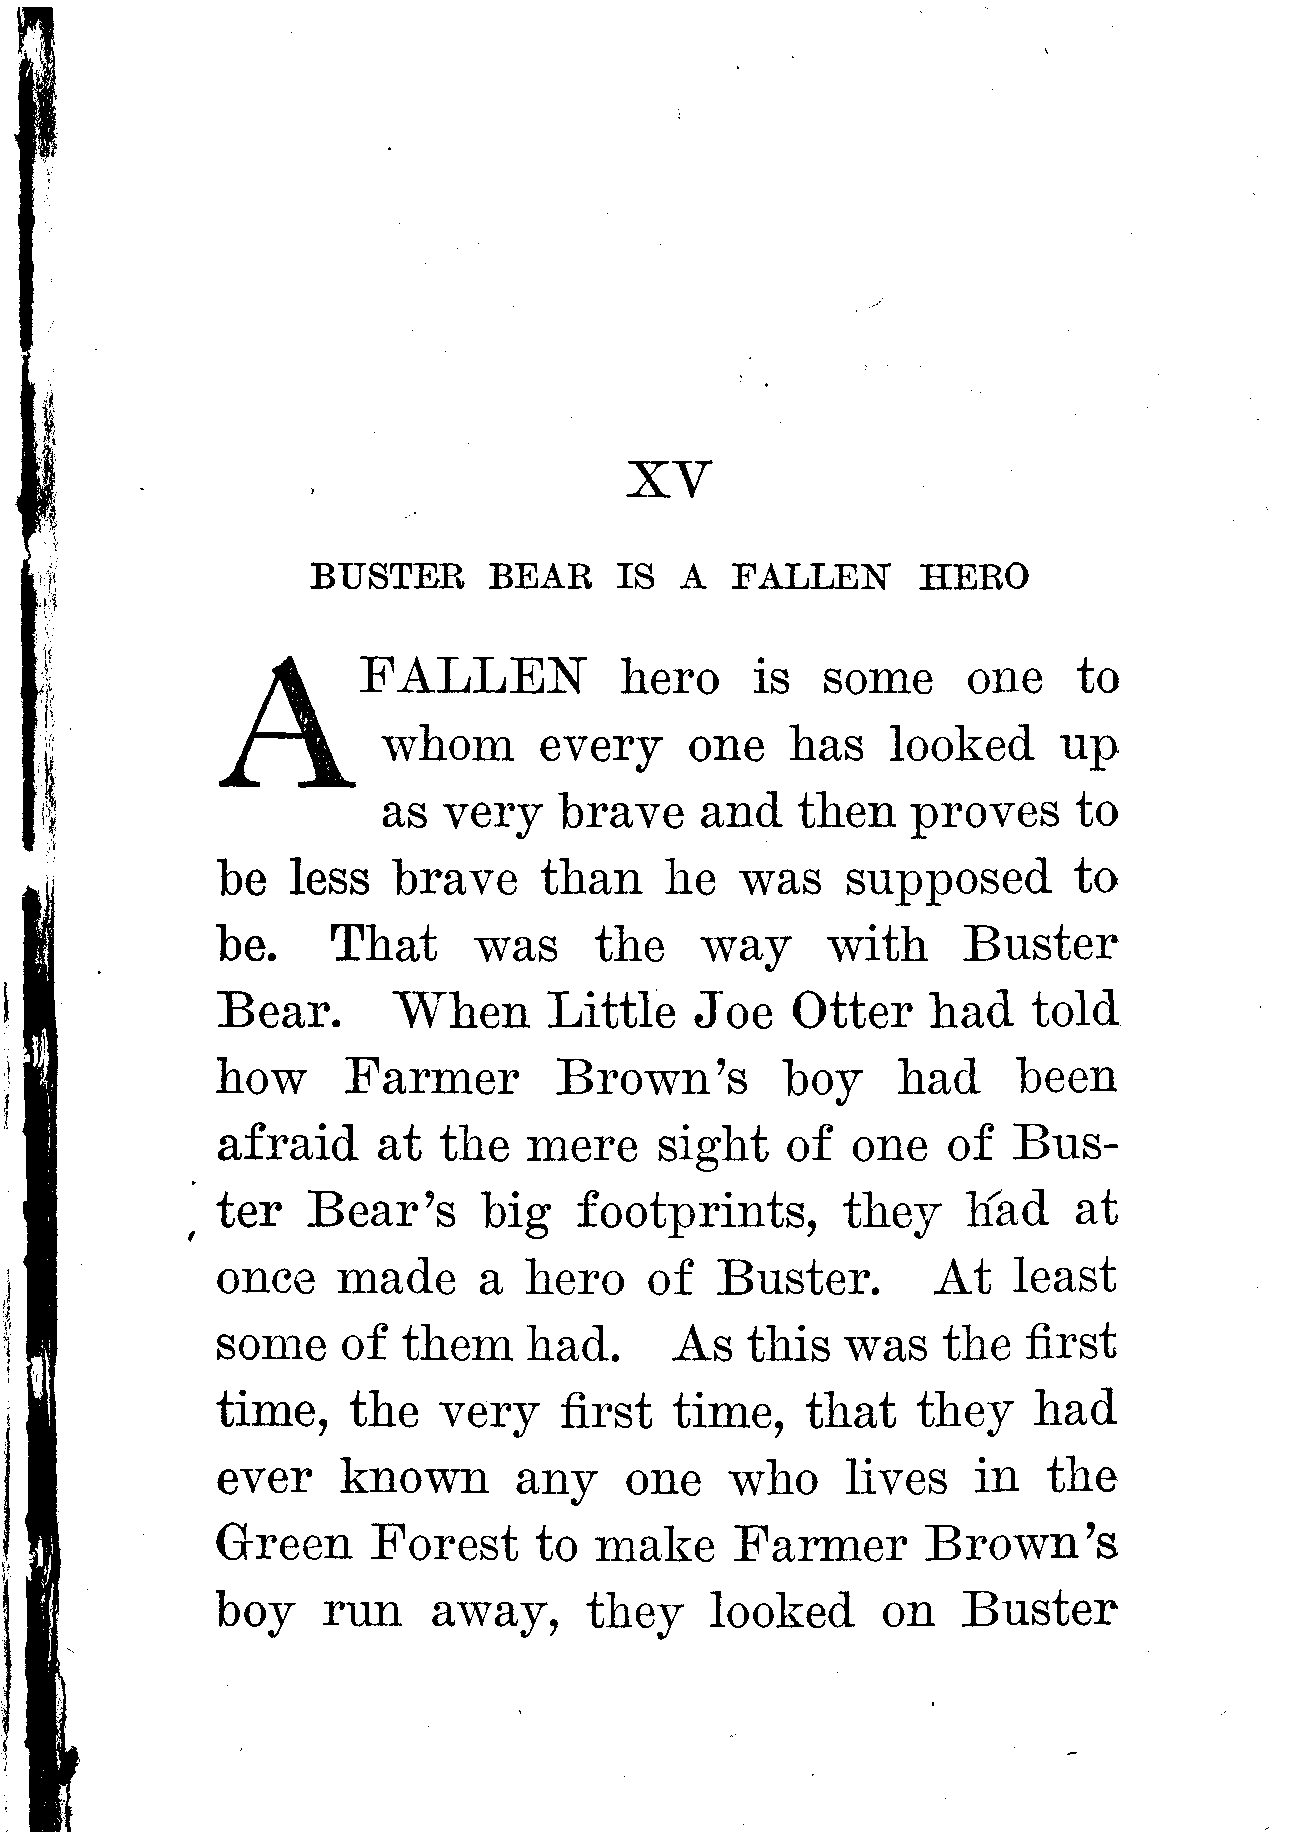 XV
BUSTER BEAR IS A FALLEN HERO
A FALLEN hero is some one to
whom every one has looked up
as very brave and then proves to
be less brave than he was supposed to
be. That was the way with Buster
Bear. When Little Joe Otter had told
how Farmer Brown's boy had been
afraid at the mere sight of one of Bus-
ter Bear's big footprints, they had at
once made a hero of Buster. At least
some of them had. As this was the first
time, the very first time, that they had
ever known any one who lives in the
Green Forest to make Farmer Brown's
boy run away, they looked on Buster